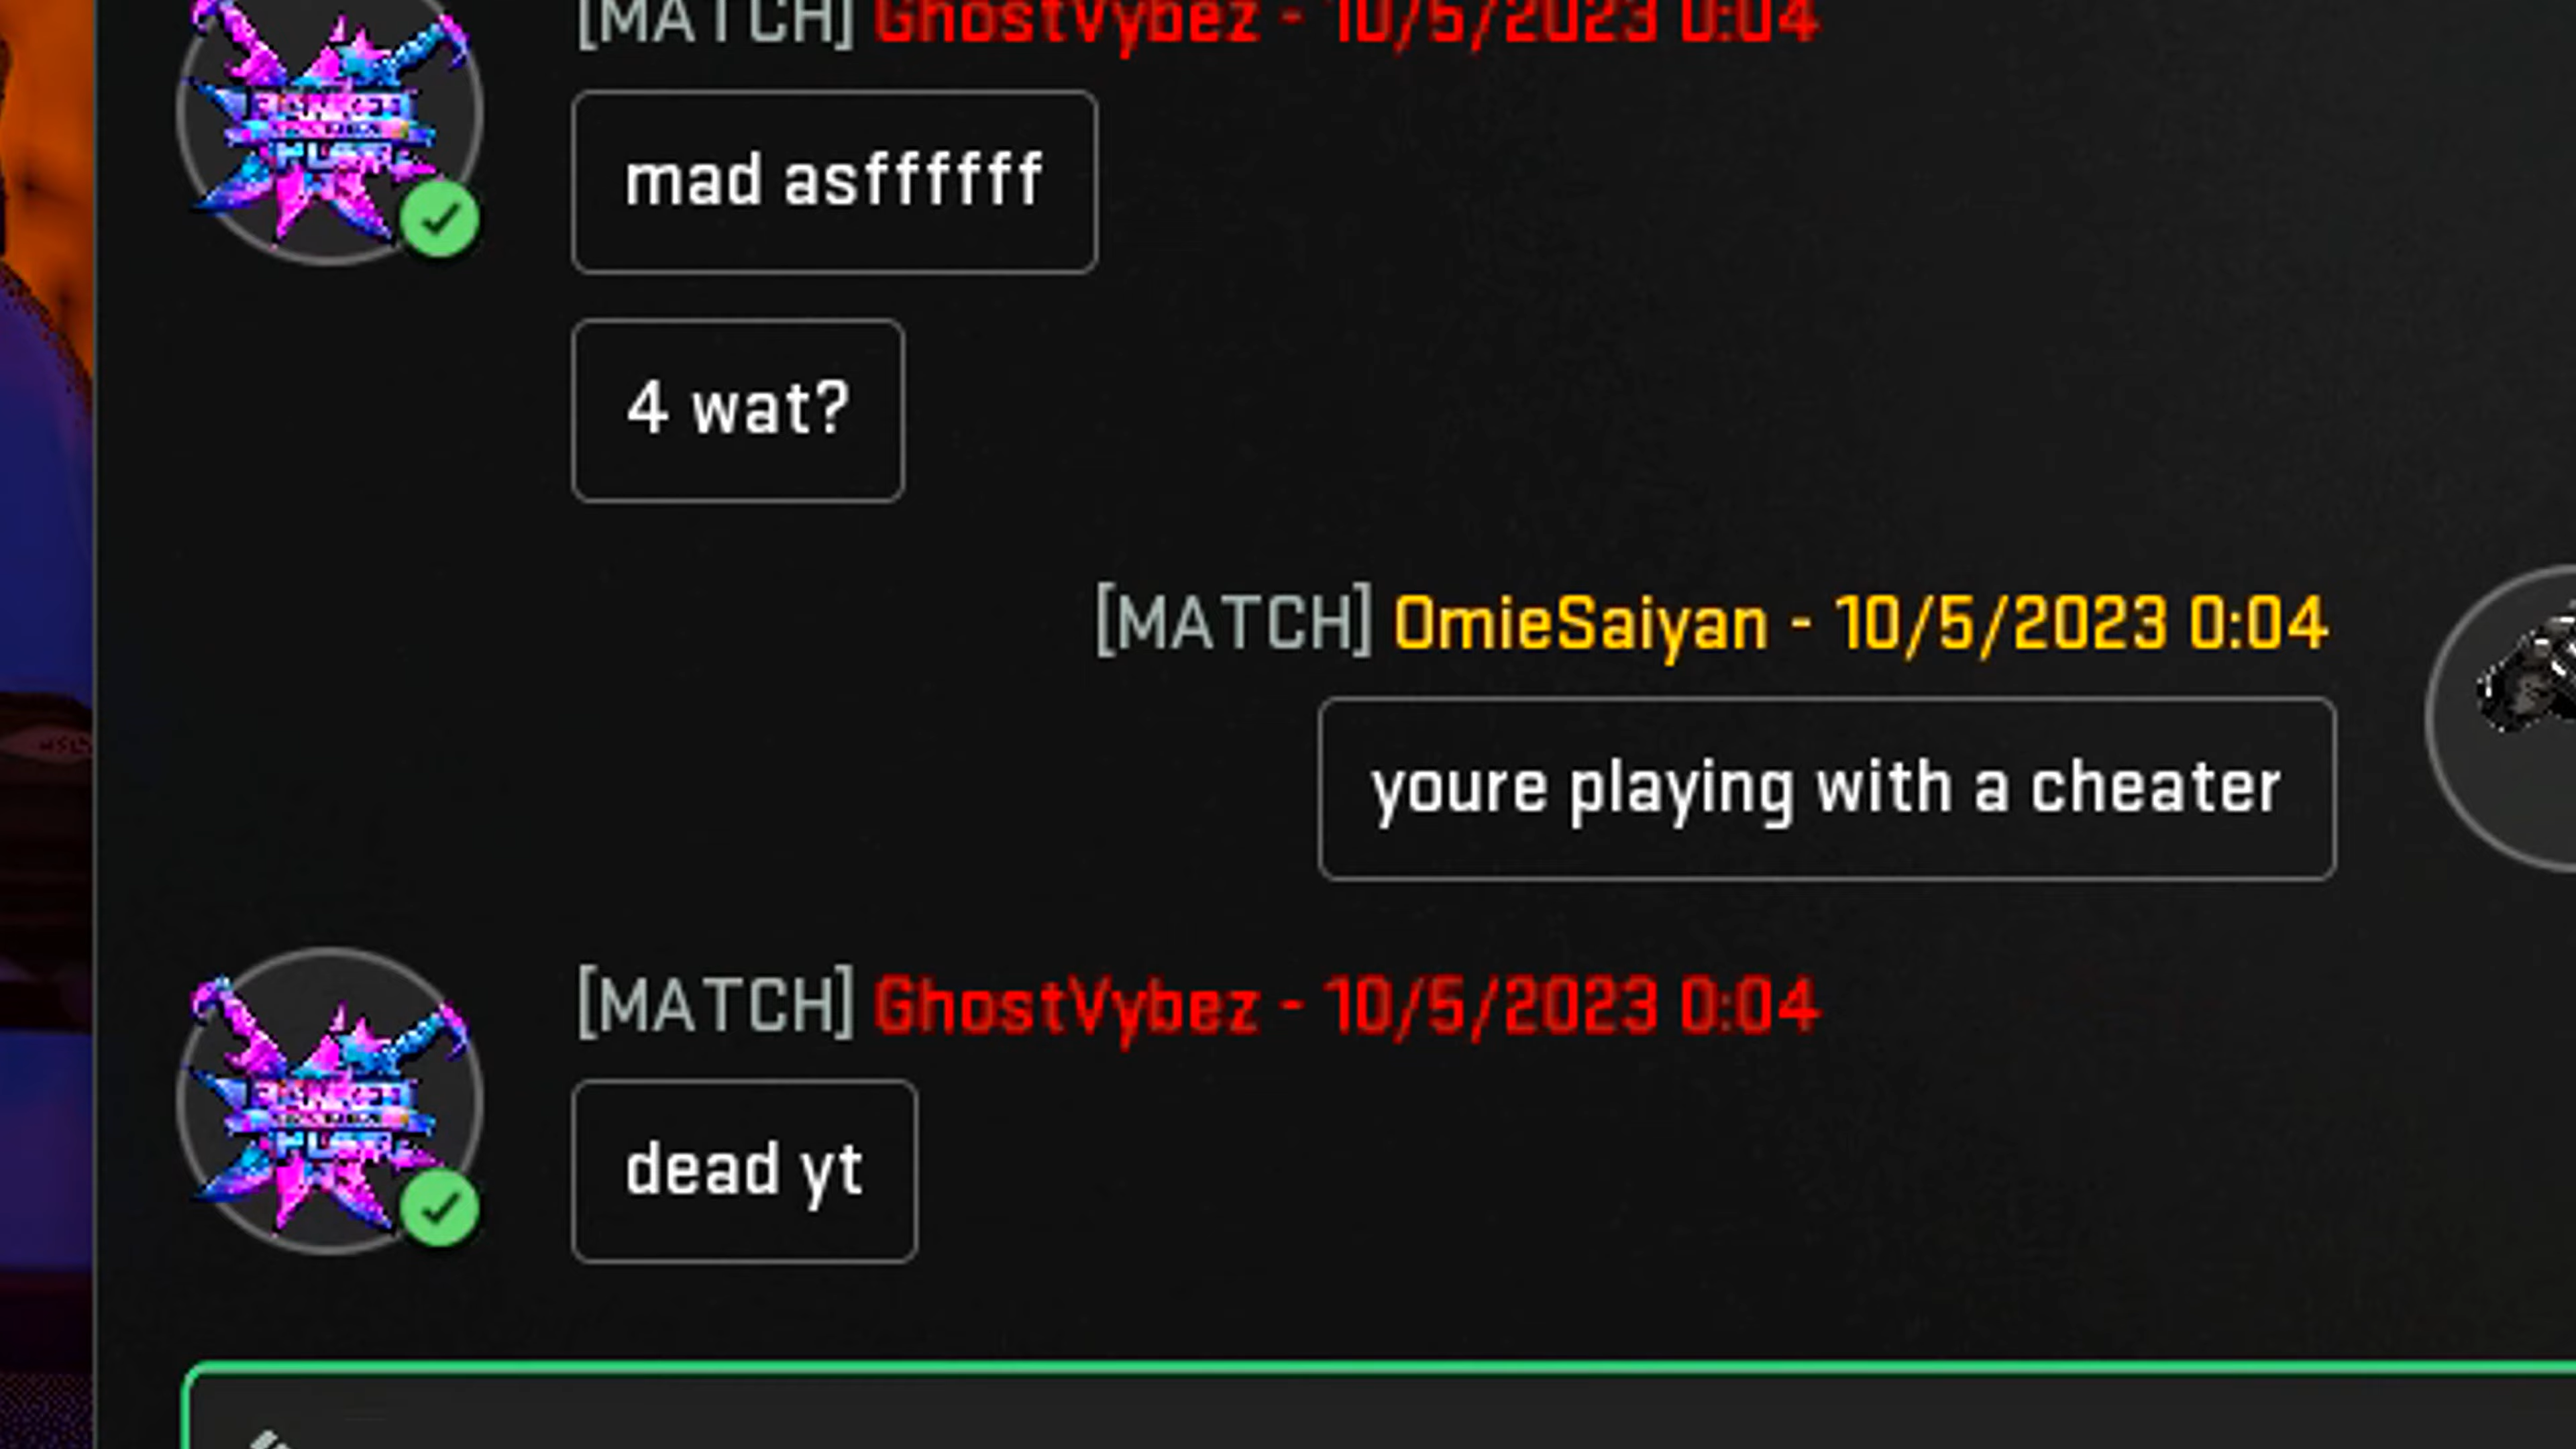 [MATCH] GhostVybez - 10/5/2023 0:04
mad asffffff
4 wat?
[MATCH] OmieSaiyan - 10/5/2023 0:04
youre playing with a cheater
[MATCH] GhostVybez - 10/5/2023 0:04
dead yt